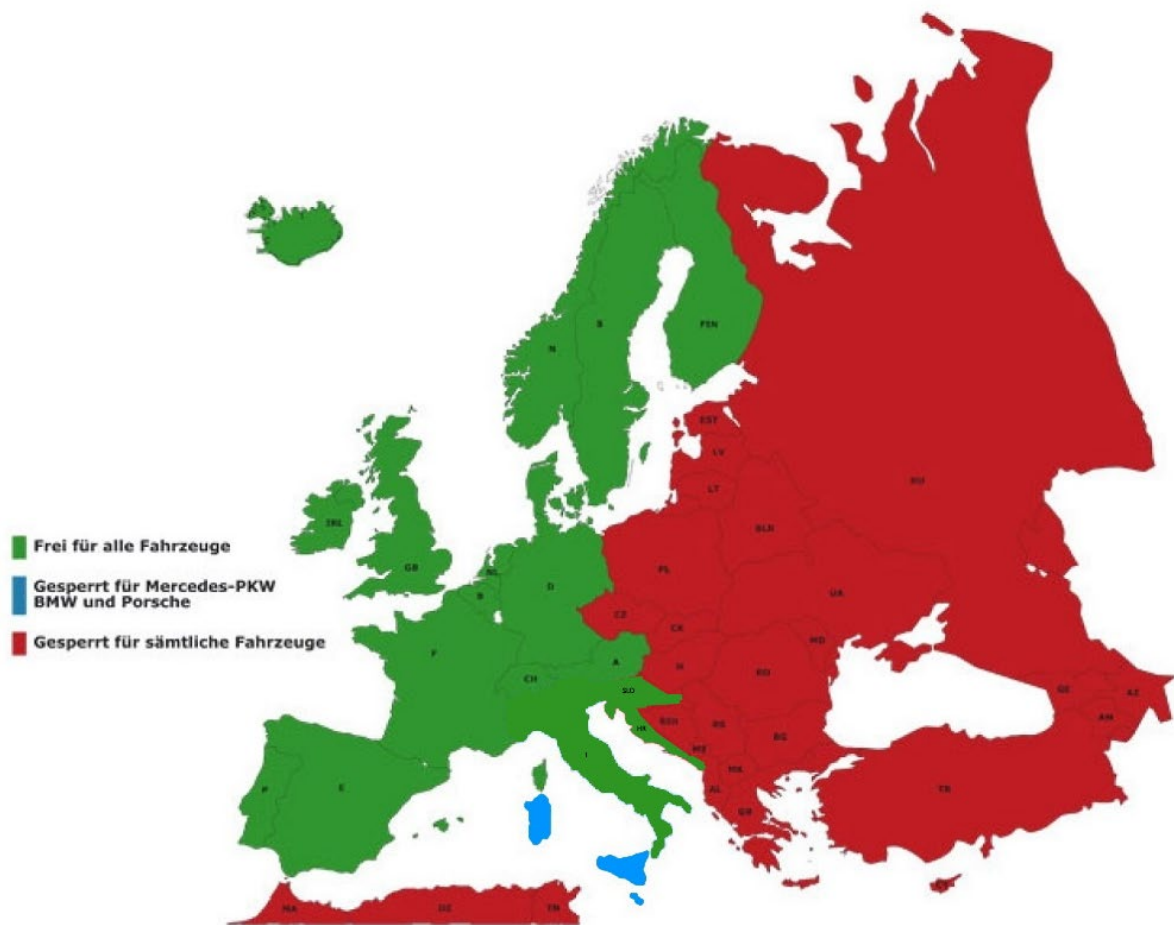 N
S
FIN
EST
LV
LT
RU
BLR
IRL
GB
NL
B
D
PL
UA
Frei für alle Fahrzeuge
Gesperrt für Mercedes-PKW
BMW und Porsche
Gesperrt für sämtliche Fahrzeuge
CZ
F
CH
A
H
MD
RO
SLO
HR
BIH
RS
BG
GE
AZ
AM
I
MK
P
E
AL
GR
TR
CY
MA
DZ
TN